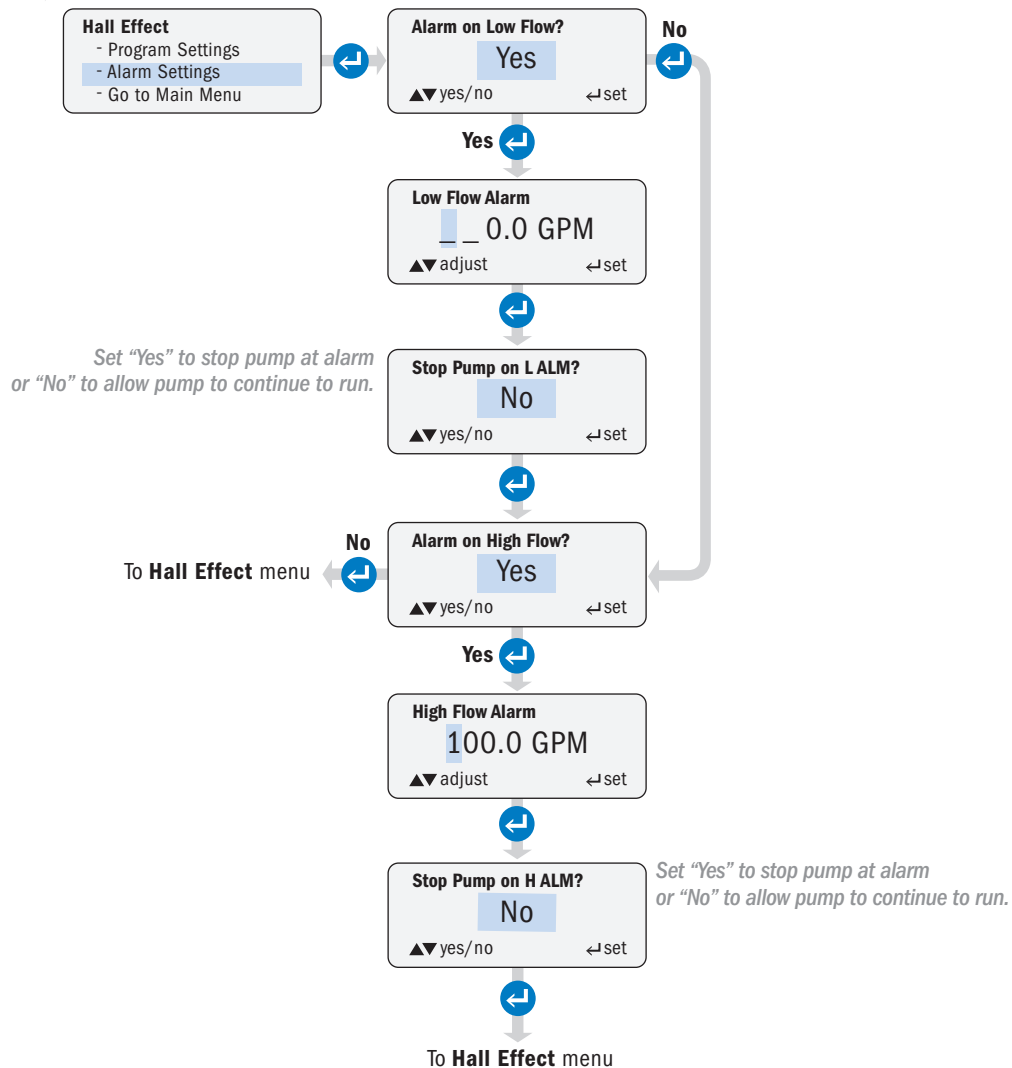 Hall Effect
- Program Settings
- Alarm Settings
- Go to Main Menu
Alarm on Low Flow?
Yes
▲▼ yes/no ↵ set
No
Yes
Low Flow Alarm
_ _ 0.0 GPM
▲▼ adjust ↵ set
Set “Yes” to stop pump at alarm
or “No” to allow pump to continue to run.
Stop Pump on L ALM?
No
▲▼ yes/no ↵ set
Alarm on High Flow?
Yes
▲▼ yes/no ↵ set
No
To Hall Effect menu
Yes
High Flow Alarm
100.0 GPM
▲▼ adjust ↵ set
Stop Pump on H ALM?
No
▲▼ yes/no ↵ set
Set “Yes” to stop pump at alarm
or “No” to allow pump to continue to run.
To Hall Effect menu